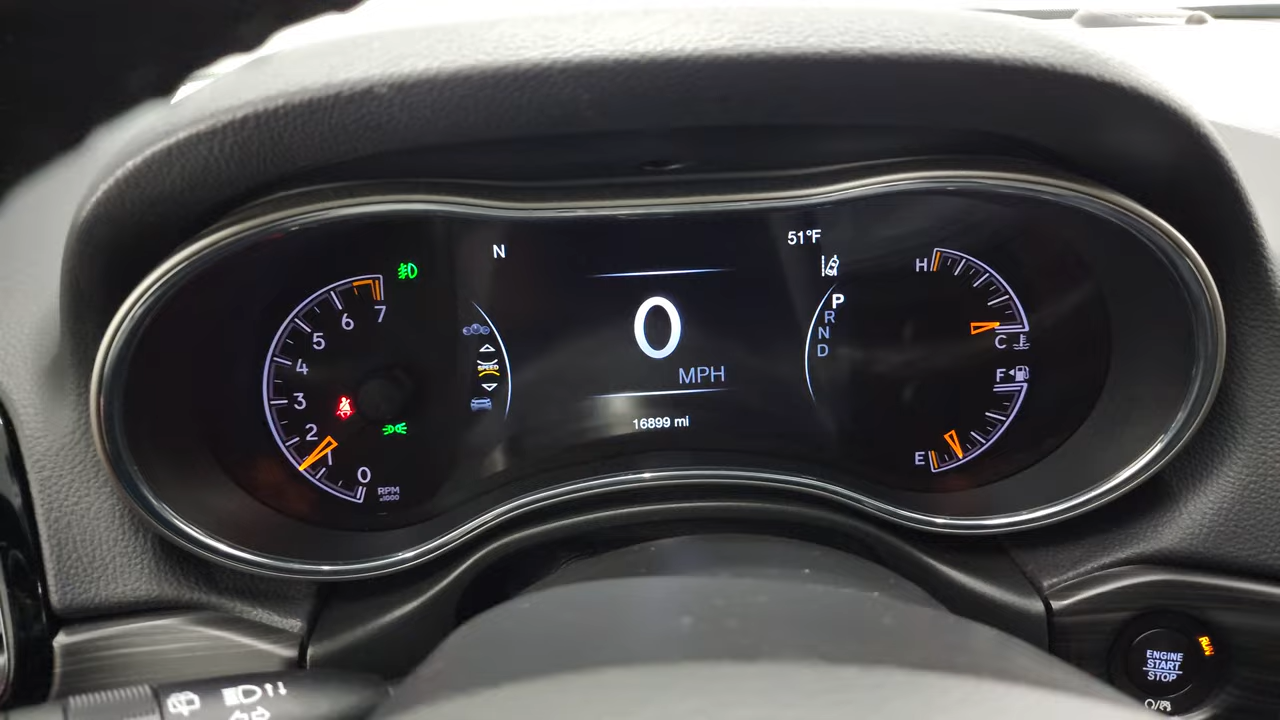 N
51°F
0
MPH
16899 mi
P
R
N
D
SPEED
7
6
5
4
3
2
1
0
RPM
x1000
H
C
F
E
ENGINE
START
STOP
RUN